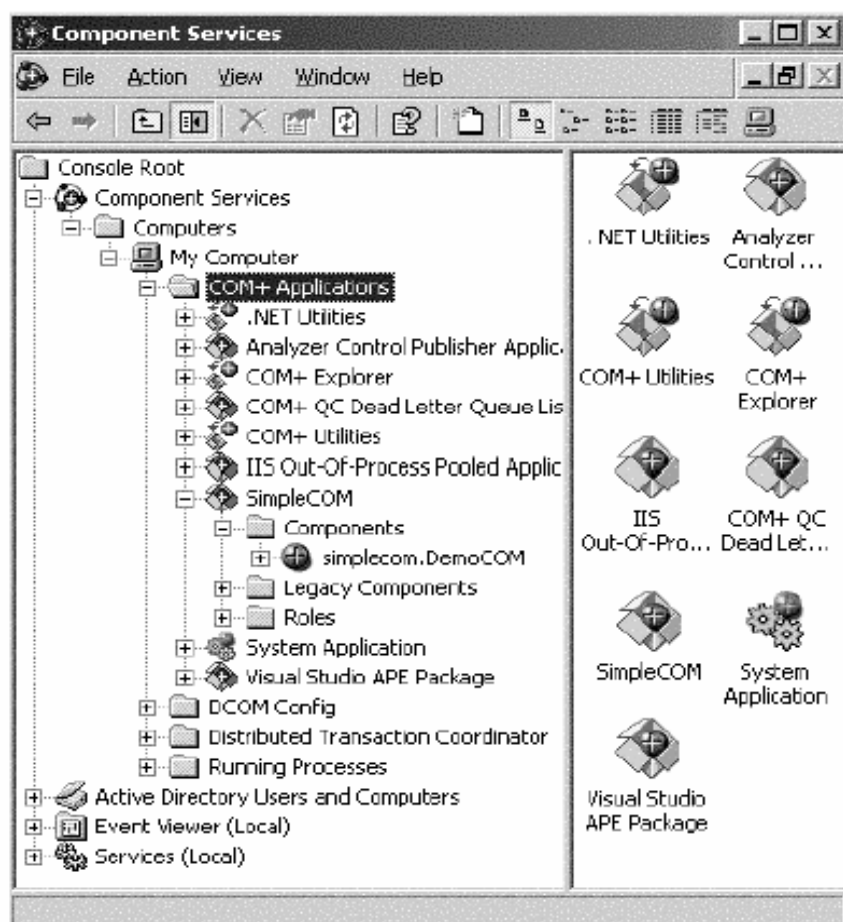 Component Services
File Action View Window Help
Console Root
Component Services
Computers
My Computer
COM+ Applications
.NET Utilities
Analyzer Control Publisher Applic
COM+ Explorer
COM+ QC Dead Letter Queue Lis
COM+ Utilities
IIS Out-Of-Process Pooled Applic
SimpleCOM
Components
simplecom.DemoCOM
Legacy Components
Roles
System Application
Visual Studio APE Package
DCOM Config
Distributed Transaction Coordinator
Running Processes
Active Directory Users and Computers
Event Viewer (Local)
Services (Local)
.NET Utilities
Analyzer
Control ...
COM+ Utilities
COM+
Explorer
IIS
Out-Of-Pro...
COM+ QC
Dead Let...
SimpleCOM
System
Application
Visual Studio
APE Package